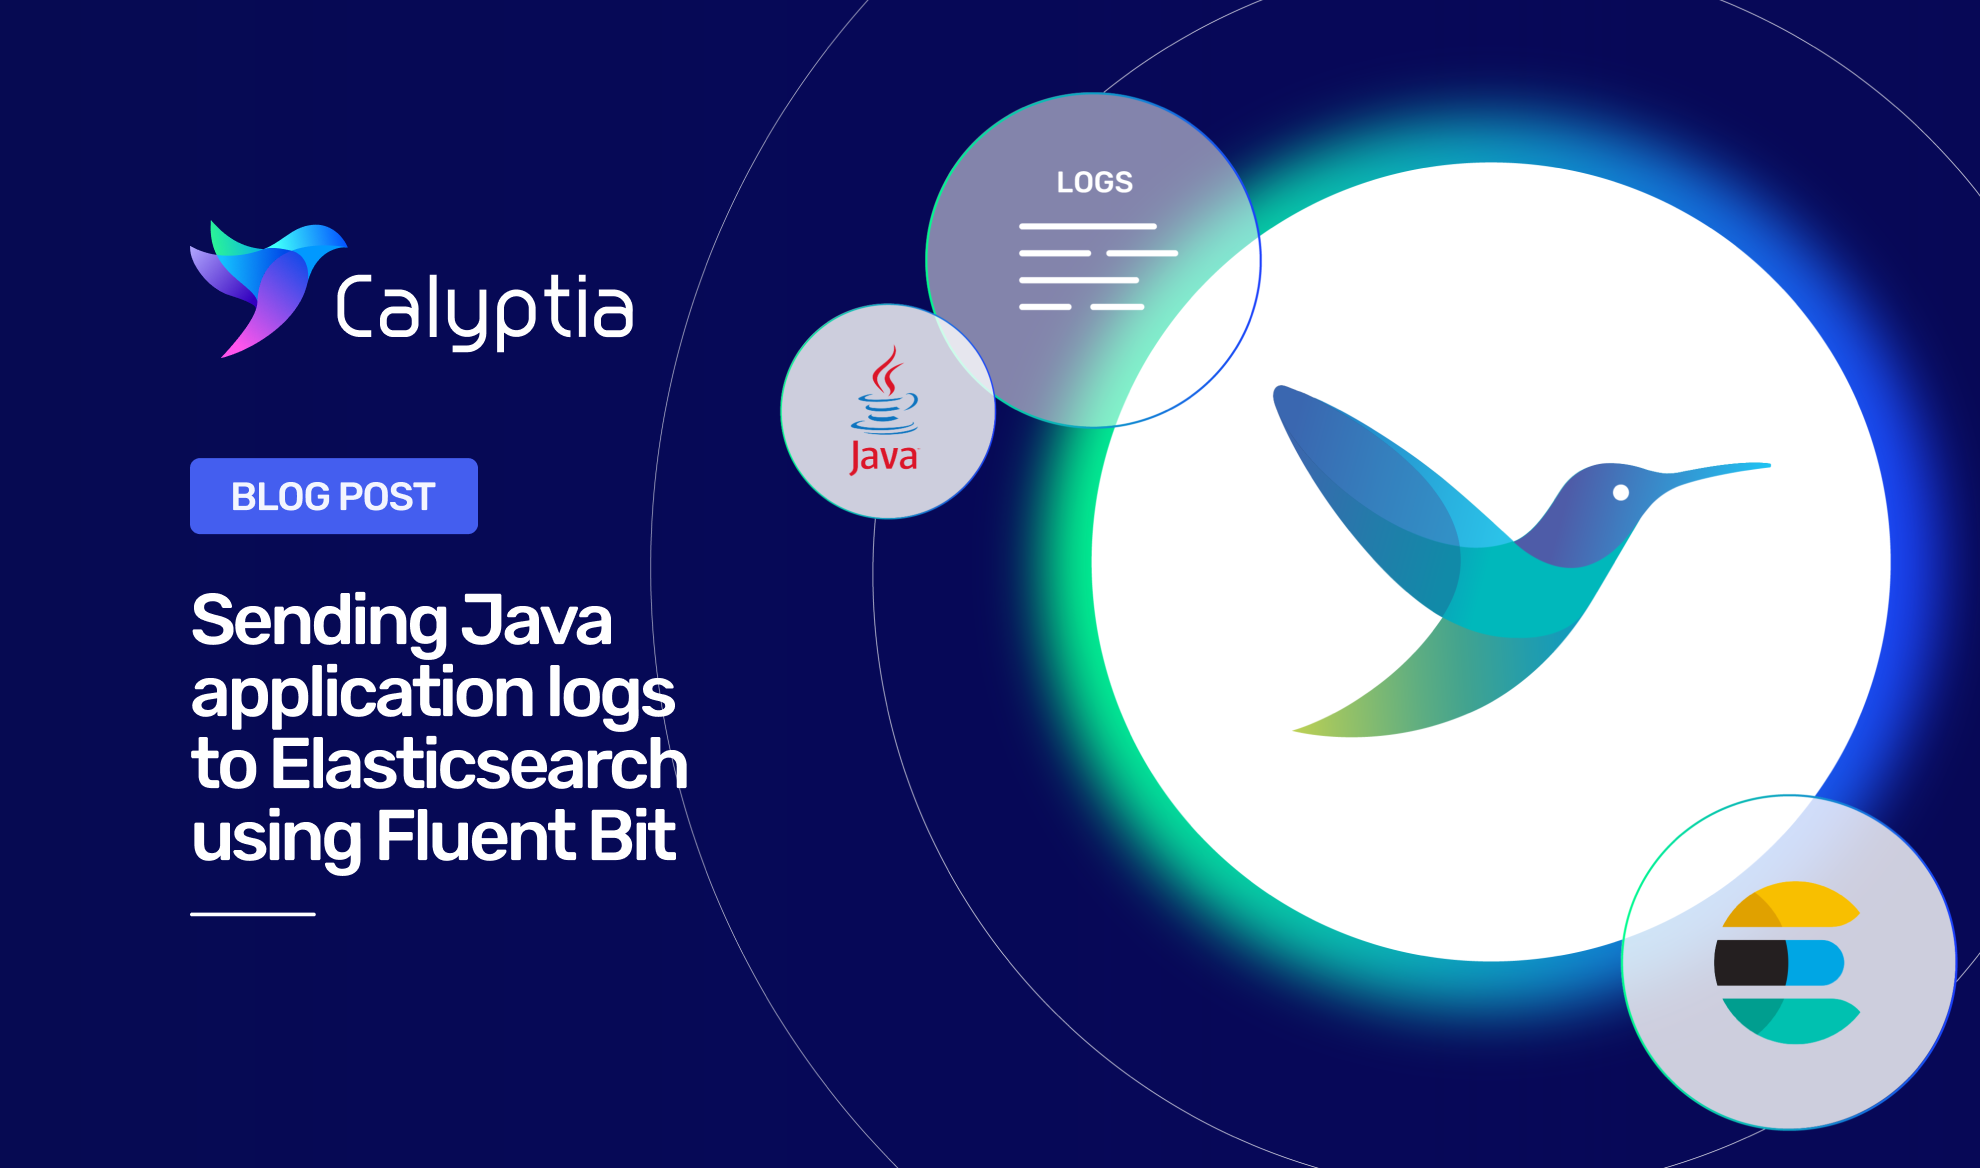 Calyptia
BLOG POST
Sending Java
application logs
to Elasticsearch
using Fluent Bit
LOGS
Java